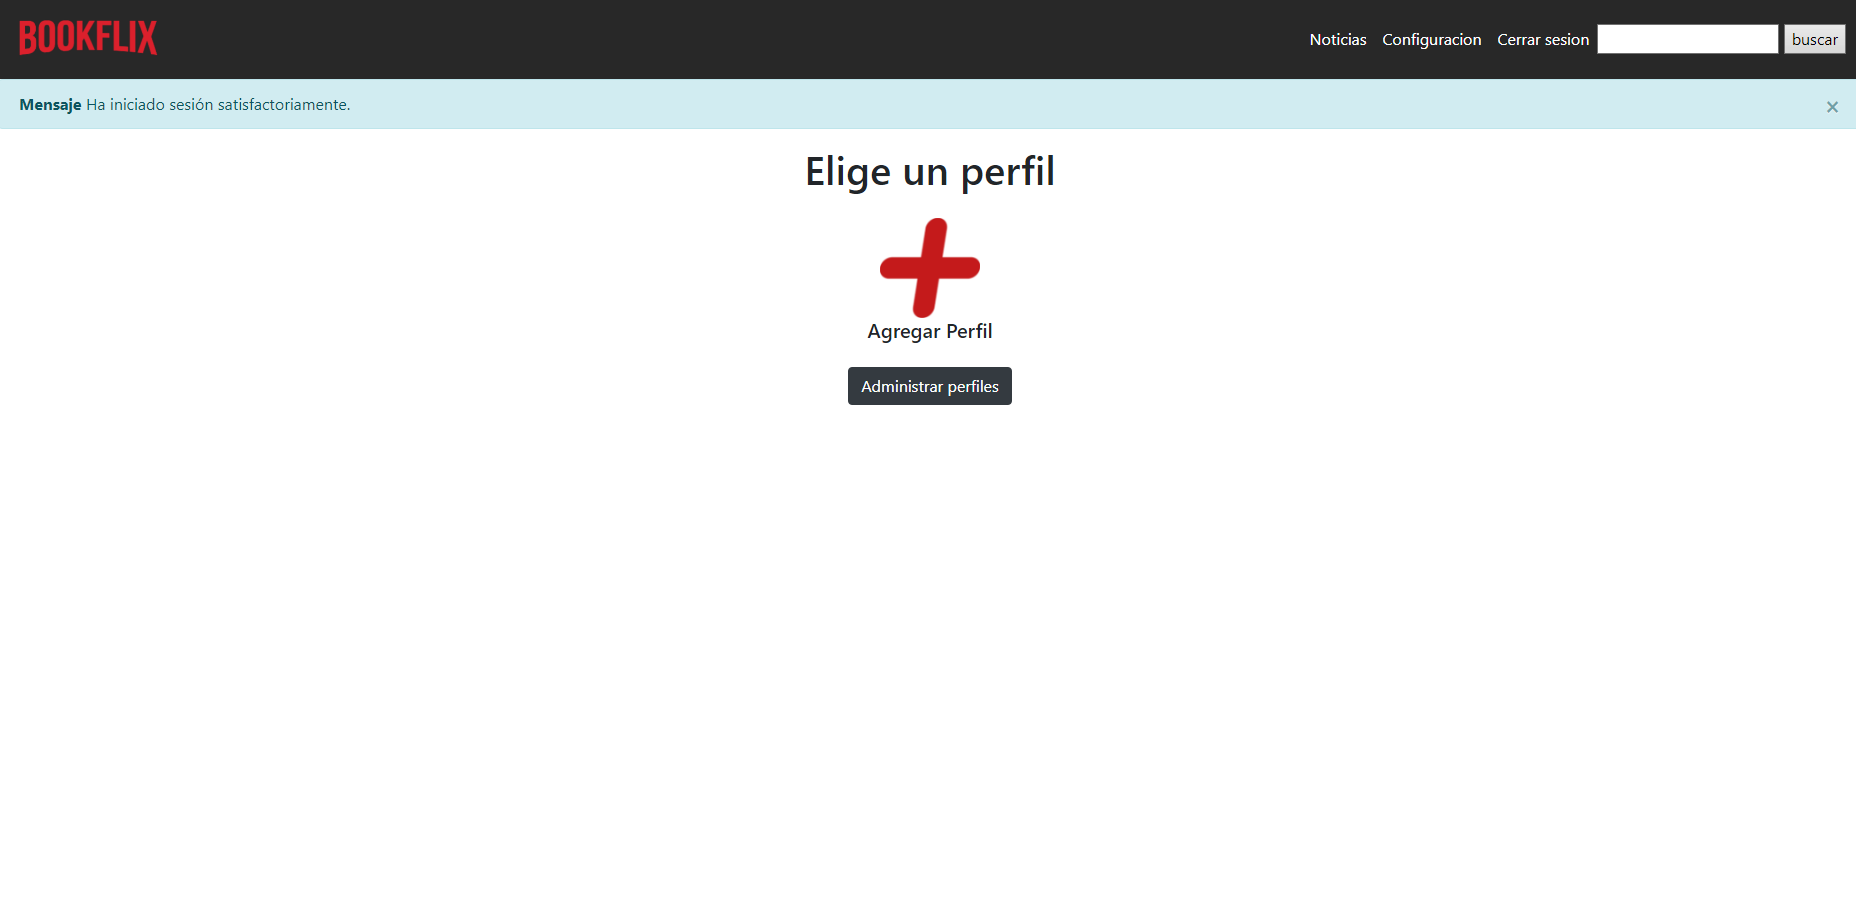 BOOKFLIX
Noticias Configuracion Cerrar sesion buscar
Mensaje Ha iniciado sesión satisfactoriamente. ×
Elige un perfil
Agregar Perfil
Administrar perfiles